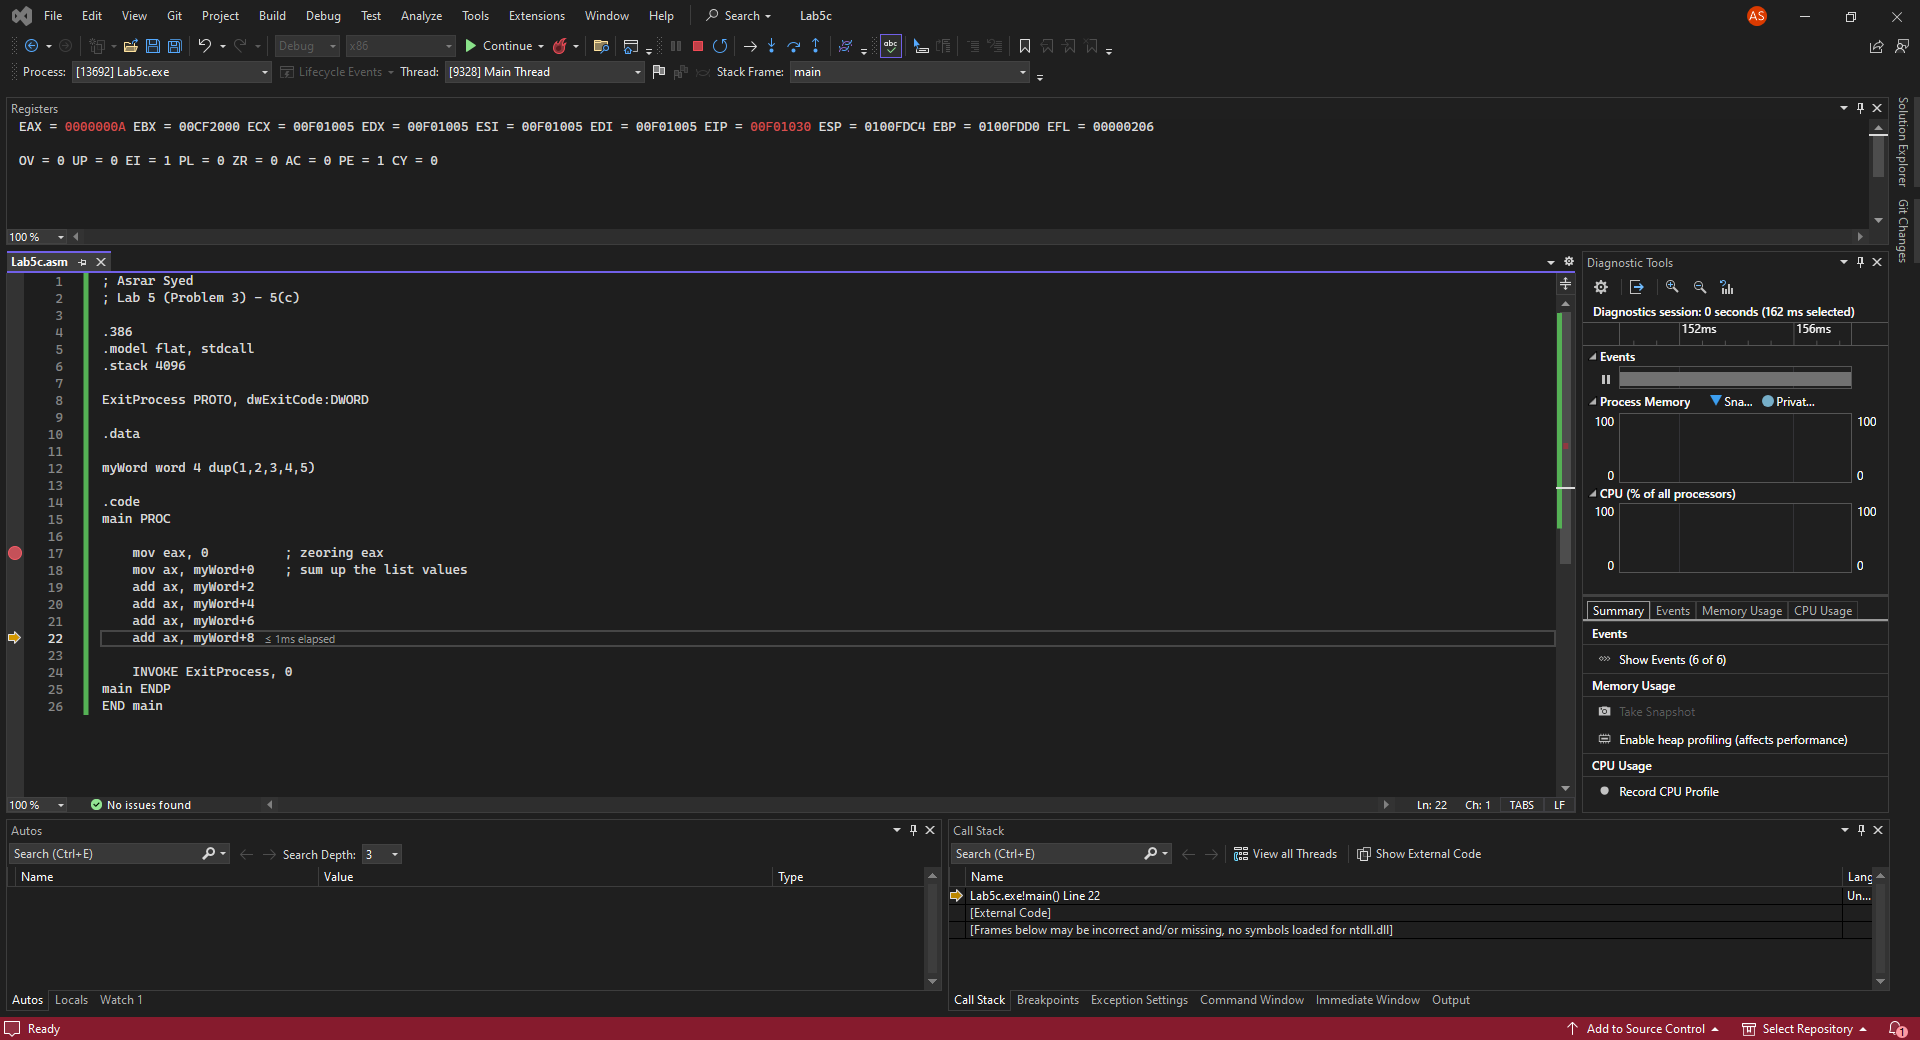 File Edit View Git Project Build Debug Test Analyze Tools Extensions Window Help Search Lab5c AS
Debug x86 Continue abc
Process: [13692] Lab5c.exe Lifecycle Events Thread: [9328] Main Thread Stack Frame: main
Registers
EAX = 0000000A EBX = 00CF2000 ECX = 00F01005 EDX = 00F01005 ESI = 00F01005 EDI = 00F01005 EIP = 00F01030 ESP = 0100FDC4 EBP = 0100FDD0 EFL = 00000206
OV = 0 UP = 0 EI = 1 PL = 0 ZR = 0 AC = 0 PE = 1 CY = 0
100 %
Solution Explorer
Git Changes
Lab5c.asm
1 ; Asrar Syed
2 ; Lab 5 (Problem 3) - 5(c)
3
4 .386
5 .model flat, stdcall
6 .stack 4096
7
8 ExitProcess PROTO, dwExitCode:DWORD
9
10 .data
11
12 myWord word 4 dup(1,2,3,4,5)
13
14 .code
15 main PROC
16
17 mov eax, 0 ; zeoring eax
18 mov ax, myWord+0 ; sum up the list values
19 add ax, myWord+2
20 add ax, myWord+4
21 add ax, myWord+6
22 add ax, myWord+8 ≤ 1ms elapsed
23
24 INVOKE ExitProcess, 0
25 main ENDP
26 END main
100 % No issues found Ln: 22 Ch: 1 TABS LF
Diagnostic Tools
Diagnostics session: 0 seconds (162 ms selected)
152ms 156ms
Events
Process Memory Sna... Privat...
100 100
0 0
CPU (% of all processors)
100 100
0 0
Summary Events Memory Usage CPU Usage
Events
Show Events (6 of 6)
Memory Usage
Take Snapshot
Enable heap profiling (affects performance)
CPU Usage
Record CPU Profile
Autos
Search (Ctrl+E) Search Depth: 3
Name Value Type
Autos Locals Watch 1
Call Stack
Search (Ctrl+E) View all Threads Show External Code
Name Lang
Lab5c.exe!main() Line 22 Un...
[External Code]
[Frames below may be incorrect and/or missing, no symbols loaded for ntdll.dll]
Call Stack Breakpoints Exception Settings Command Window Immediate Window Output
Ready Add to Source Control Select Repository 1